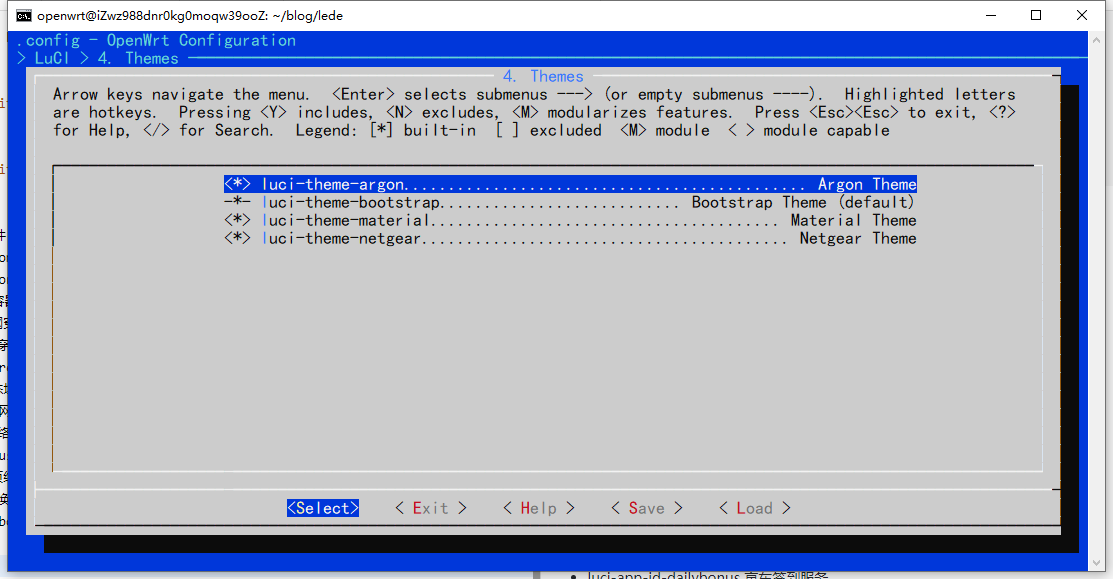 openwrt@iZwz988dnr0kg0moqw39ooZ: ~/blog/lede
.config - OpenWrt Configuration
> LuCI > 4. Themes
4. Themes
Arrow keys navigate the menu. <Enter> selects submenus ---> (or empty submenus ----). Highlighted letters
are hotkeys. Pressing <Y> includes, <N> excludes, <M> modularizes features. Press <Esc><Esc> to exit, <?>
for Help, </> for Search. Legend: [*] built-in [ ] excluded <M> module < > module capable
<*> luci-theme-argon............................................ Argon Theme
-*- luci-theme-bootstrap........................... Bootstrap Theme (default)
<*> luci-theme-material...................................... Material Theme
<*> luci-theme-netgear........................................ Netgear Theme
<Select> < Exit > < Help > < Save > < Load >
luci-app-jd-dailybonus 京东签到服务